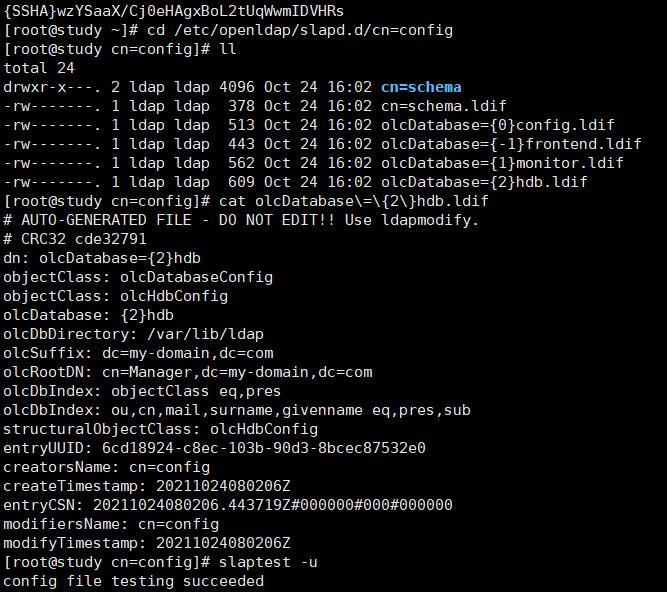 {SSHA}wzYSaaX/Cj0eHAgxBoL2tUqWwmIDVHRs
[root@study ~]# cd /etc/openldap/slapd.d/cn=config
[root@study cn=config]# ll
total 24
drwxr-x---. 2 ldap ldap 4096 Oct 24 16:02 cn=schema
-rw-------. 1 ldap ldap  378 Oct 24 16:02 cn=schema.ldif
-rw-------. 1 ldap ldap  513 Oct 24 16:02 olcDatabase={0}config.ldif
-rw-------. 1 ldap ldap  443 Oct 24 16:02 olcDatabase={-1}frontend.ldif
-rw-------. 1 ldap ldap  562 Oct 24 16:02 olcDatabase={1}monitor.ldif
-rw-------. 1 ldap ldap  609 Oct 24 16:02 olcDatabase={2}hdb.ldif
[root@study cn=config]# cat olcDatabase\=\{2\}hdb.ldif
# AUTO-GENERATED FILE - DO NOT EDIT!! Use ldapmodify.
# CRC32 cde32791
dn: olcDatabase={2}hdb
objectClass: olcDatabaseConfig
objectClass: olcHdbConfig
olcDatabase: {2}hdb
olcDbDirectory: /var/lib/ldap
olcSuffix: dc=my-domain,dc=com
olcRootDN: cn=Manager,dc=my-domain,dc=com
olcDbIndex: objectClass eq,pres
olcDbIndex: ou,cn,mail,surname,givenname eq,pres,sub
structuralObjectClass: olcHdbConfig
entryUUID: 6cd18924-c8ec-103b-90d3-8bcec87532e0
creatorsName: cn=config
createTimestamp: 20211024080206Z
entryCSN: 20211024080206.443719Z#000000#000#000000
modifiersName: cn=config
modifyTimestamp: 20211024080206Z
[root@study cn=config]# slaptest -u
config file testing succeeded